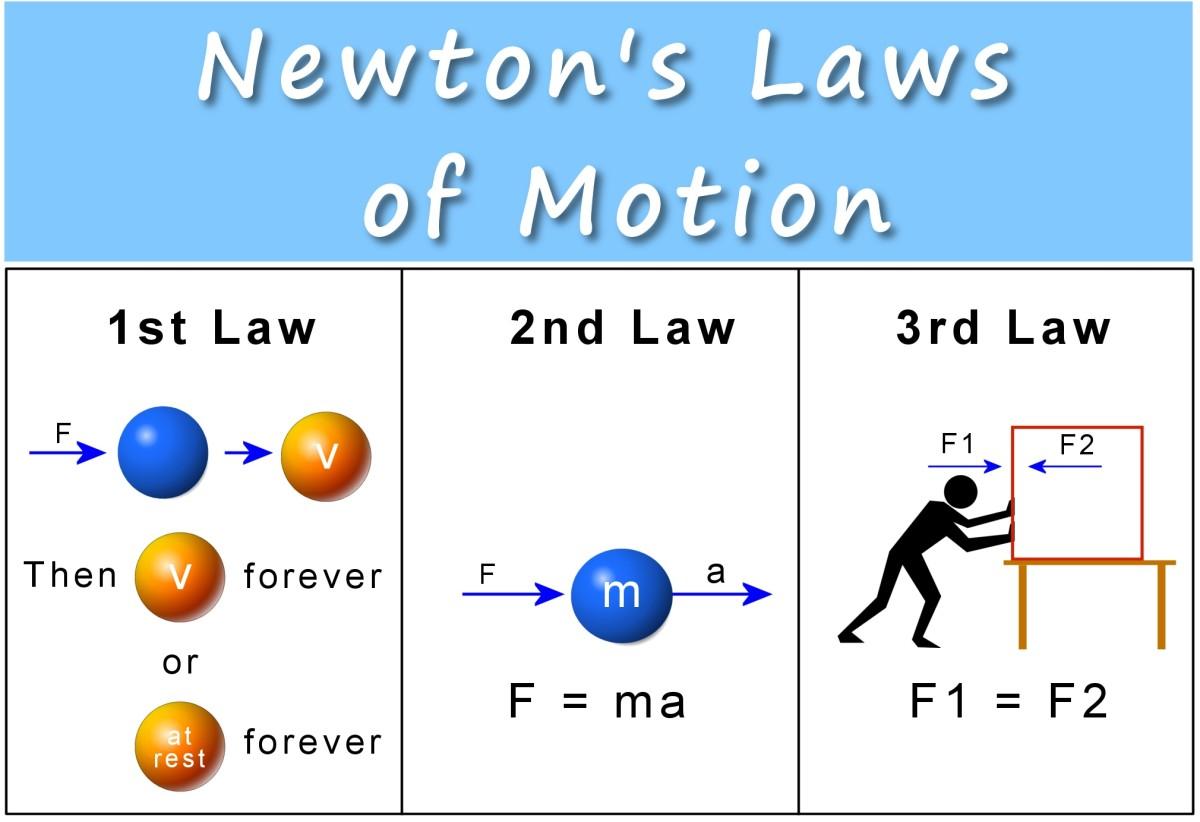 Newton's Laws
of Motion
1st Law
F
v
Then v forever
or
at
rest
forever
2nd Law
F
m
a
F = ma
3rd Law
F1
F2
F1 = F2